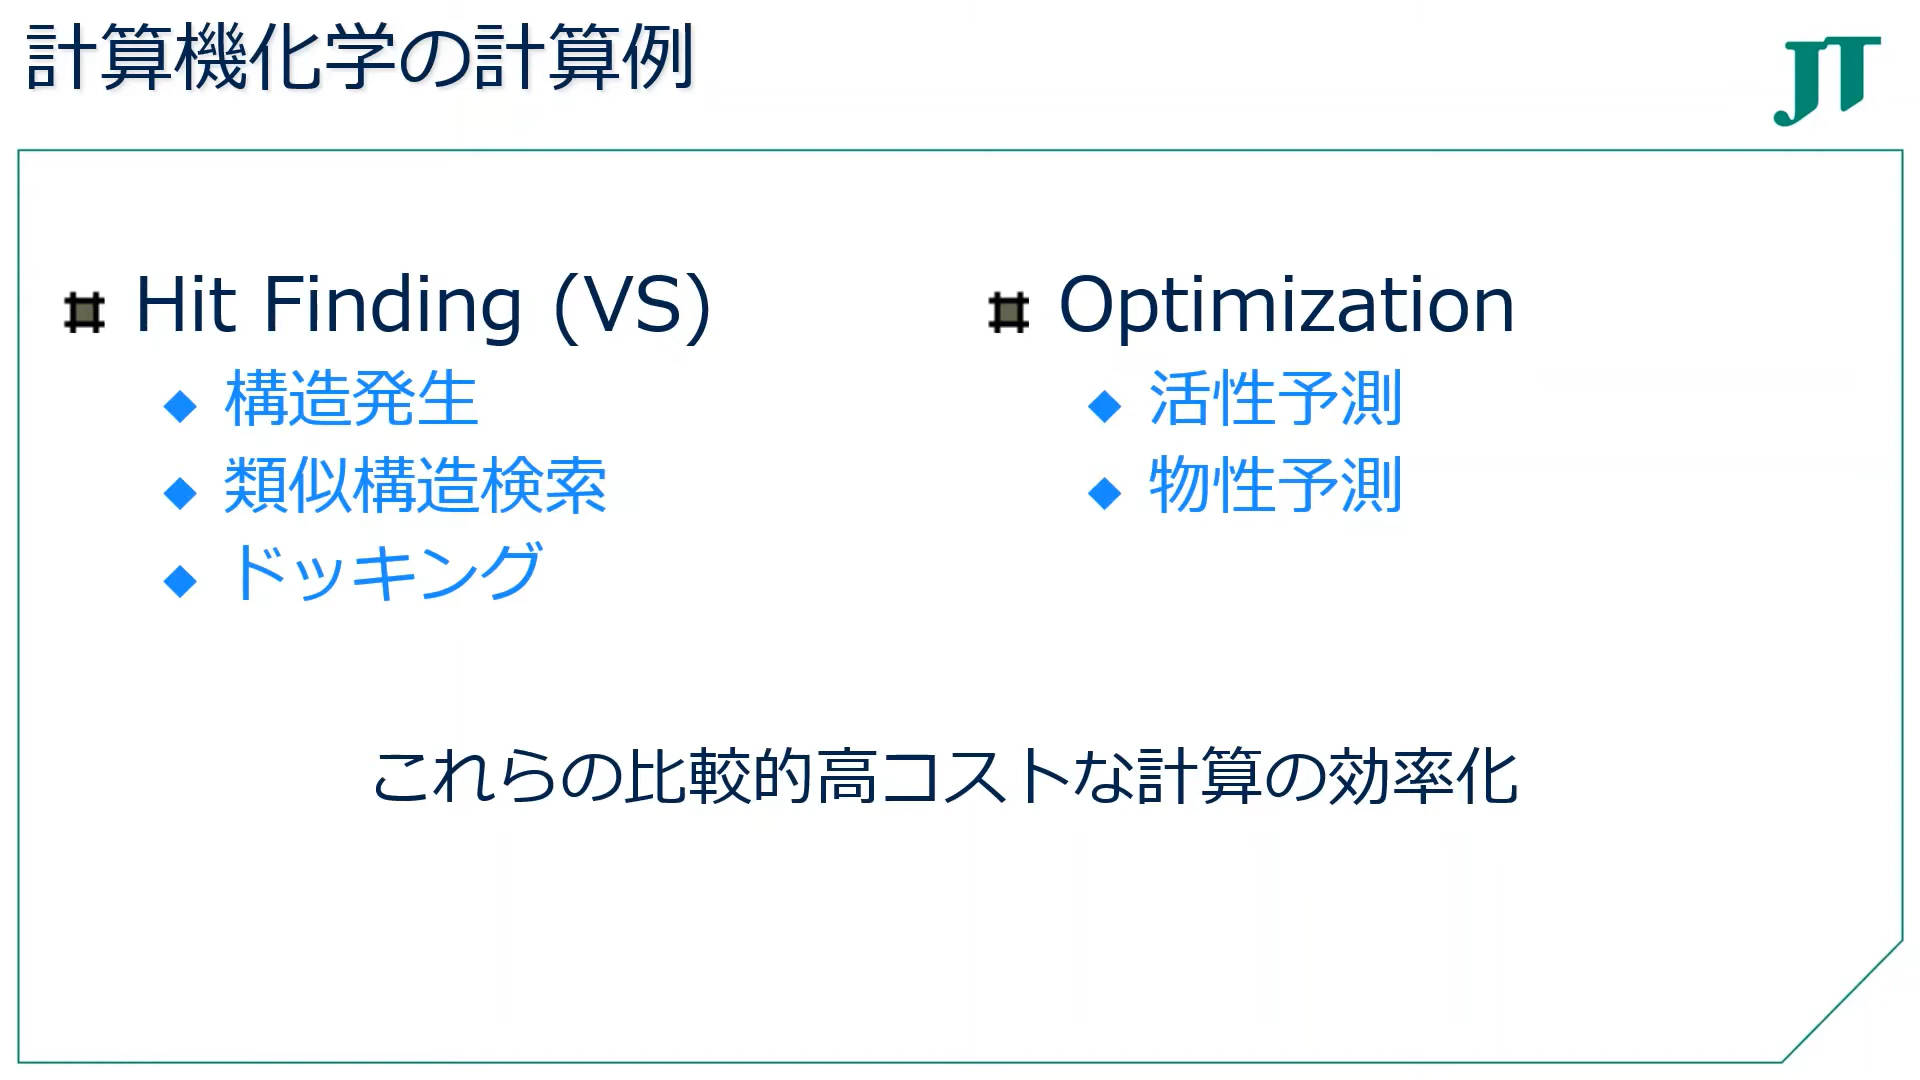 計算機化学の計算例
JT
Hit Finding (VS)
構造発生
類似構造検索
ドッキング
Optimization
活性予測
物性予測
これらの比較的高コストな計算の効率化